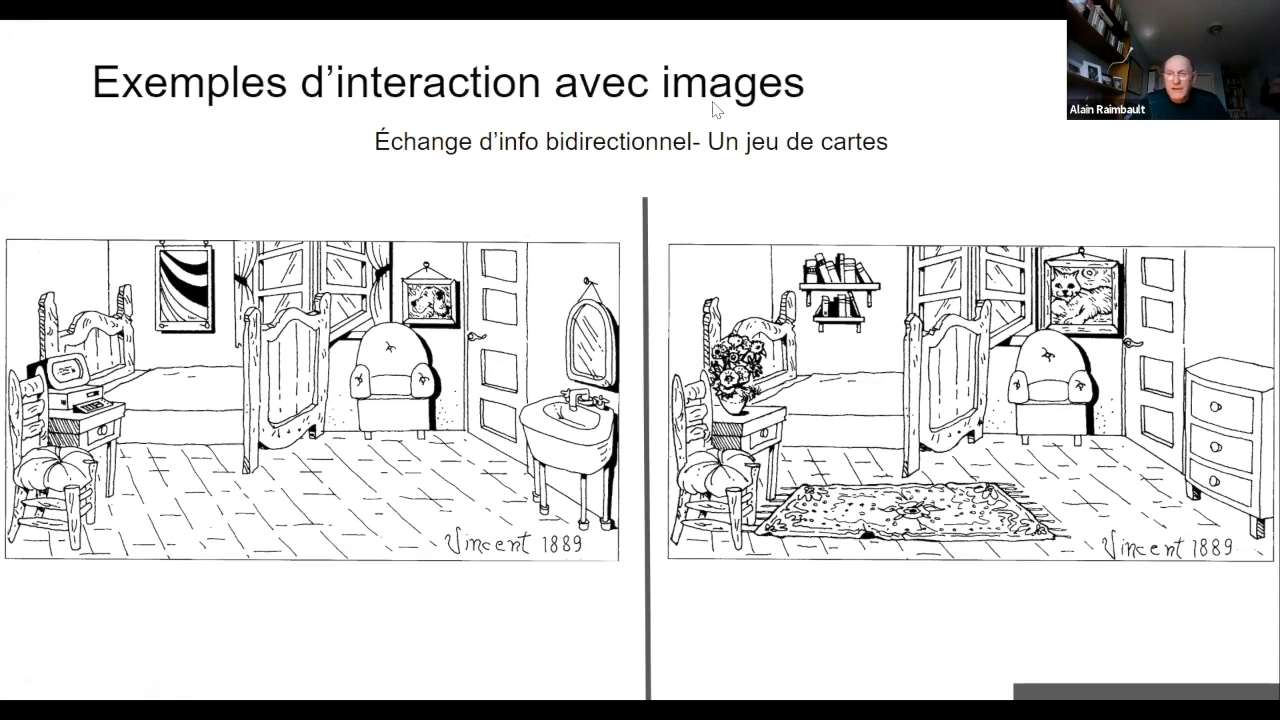 Exemples d’interaction avec images
Échange d’info bidirectionnel- Un jeu de cartes
Alain Raimbault
Vincent 1889
Vincent 1889